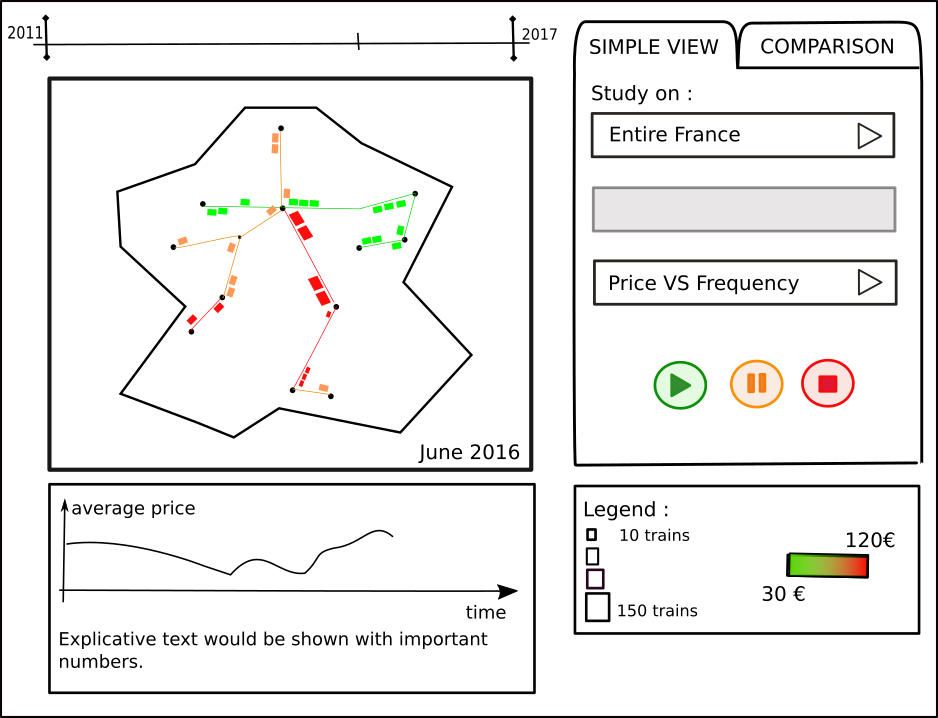 2011
2017
SIMPLE VIEW
COMPARISON
Study on :
Entire France
Price VS Frequency
June 2016
average price
time
Explicative text would be shown with important
numbers.
Legend :
10 trains
150 trains
120€
30 €